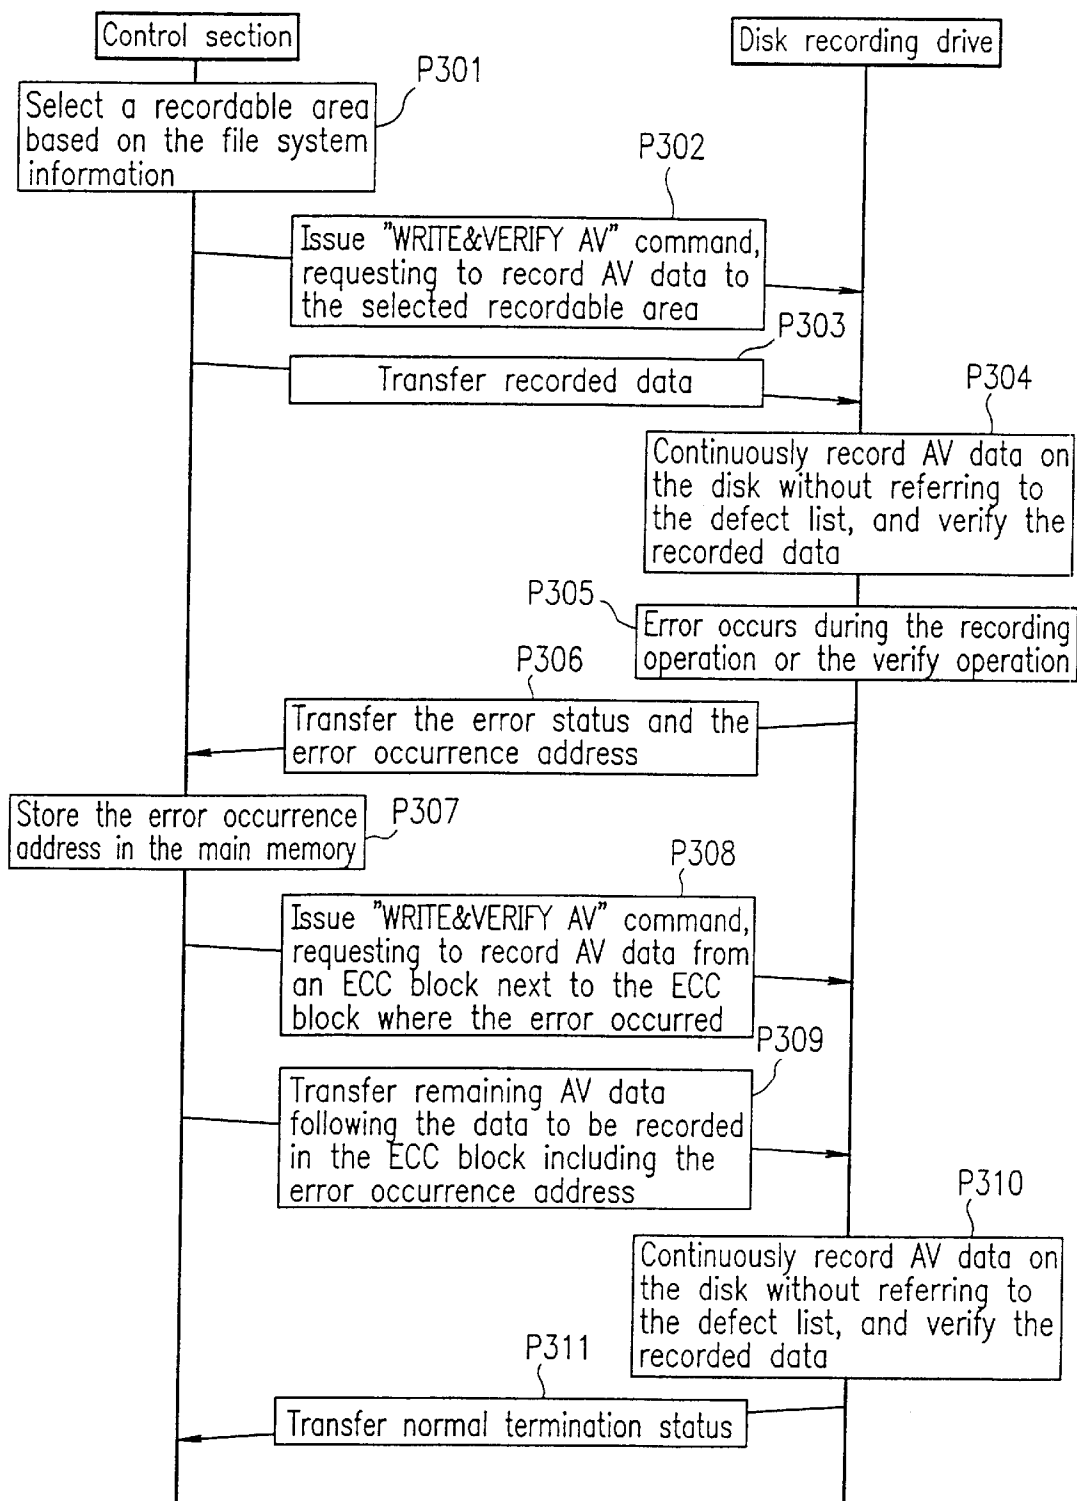 Control section
Disk recording drive
P301
Select a recordable area
based on the file system
information
P302
Issue "WRITE&VERIFY AV" command,
requesting to record AV data to
the selected recordable area
P303
Transfer recorded data
P304
Continuously record AV data on
the disk without referring to
the defect list, and verify the
recorded data
P305
Error occurs during the recording
operation or the verify operation
P306
Transfer the error status and the
error occurrence address
Store the error occurrence
address in the main memory
P307
P308
Issue "WRITE&VERIFY AV" command,
requesting to record AV data from
an ECC block next to the ECC
block where the error occurred
P309
Transfer remaining AV data
following the data to be recorded
in the ECC block including the
error occurrence address
P310
Continuously record AV data on
the disk without referring to
the defect list, and verify the
recorded data
P311
Transfer normal termination status